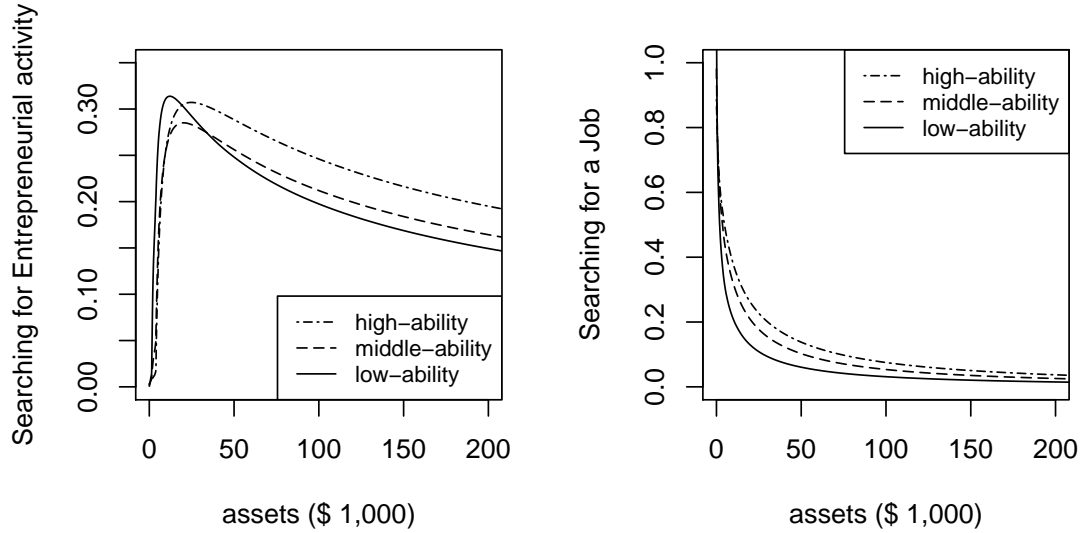 Searching for Entrepreneurial activity
0.30
0.20
0.10
0.00
high−ability
middle−ability
low−ability
0 50 100 150 200
assets ($ 1,000)
Searching for a Job
1.0
0.8
0.6
0.4
0.2
0.0
high−ability
middle−ability
low−ability
0 50 100 150 200
assets ($ 1,000)